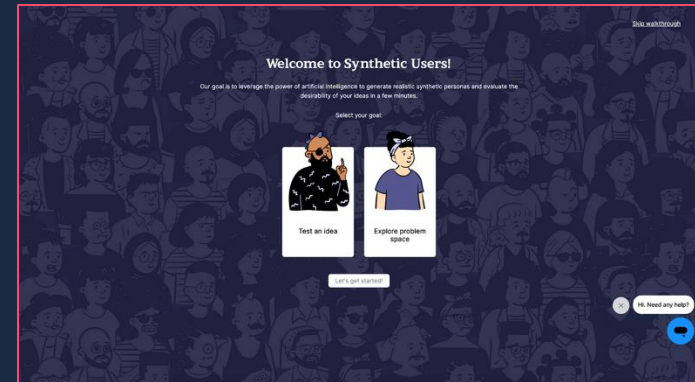 Skip walkthrough
Welcome to Synthetic Users!
Our goal is to leverage the power of artificial intelligence to generate realistic synthetic personas and evaluate the
desirability of your ideas in a few minutes.
Select your goal:
Test an idea
Explore problem
space
Let's get started!
Hi. Need any help?